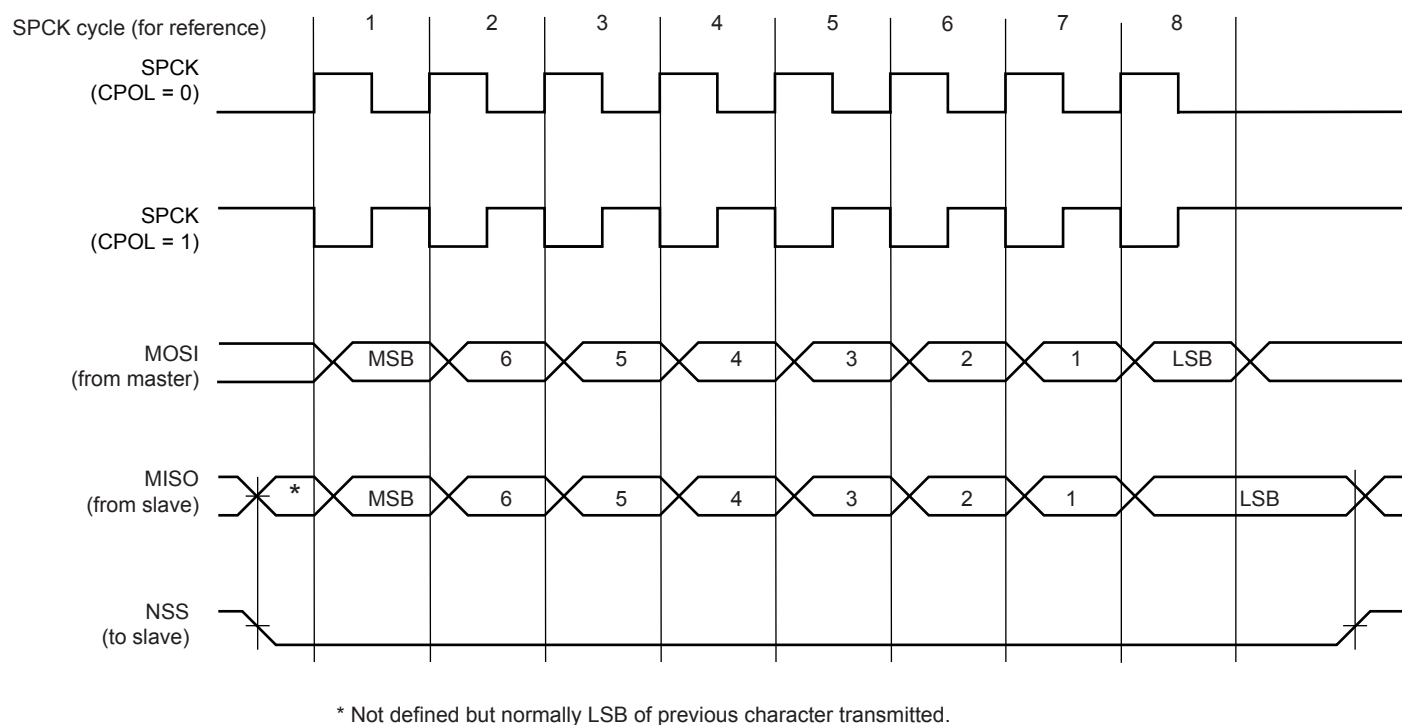 SPCK cycle (for reference) 1 2 3 4 5 6 7 8
SPCK
(CPOL = 0)
SPCK
(CPOL = 1)
MOSI
(from master)
MSB 6 5 4 3 2 1 LSB
MISO
(from slave)
* MSB 6 5 4 3 2 1 LSB
NSS
(to slave)
* Not defined but normally LSB of previous character transmitted.